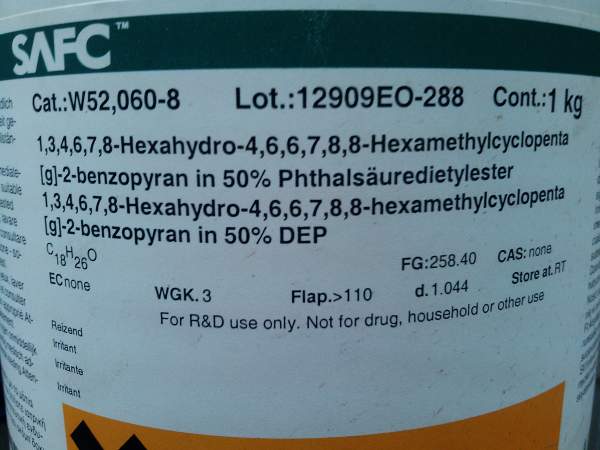 SAFC™
Cat.:W52,060-8 Lot.:12909EO-288 Cont.:1 kg
1,3,4,6,7,8-Hexahydro-4,6,6,7,8,8-Hexamethylcyclopenta
[g]-2-benzopyran in 50% Phthalsäuredietylester
1,3,4,6,7,8-Hexahydro-4,6,6,7,8,8-hexamethylcyclopenta
[g]-2-benzopyran in 50% DEP
C18H26O FG:258.40 CAS: none
EC none WGK. 3 Flap.>110 d.1.044 Store at.RT
For R&D use only. Not for drug, household or other use
Reizend
Irritant
Irritante
Irritant